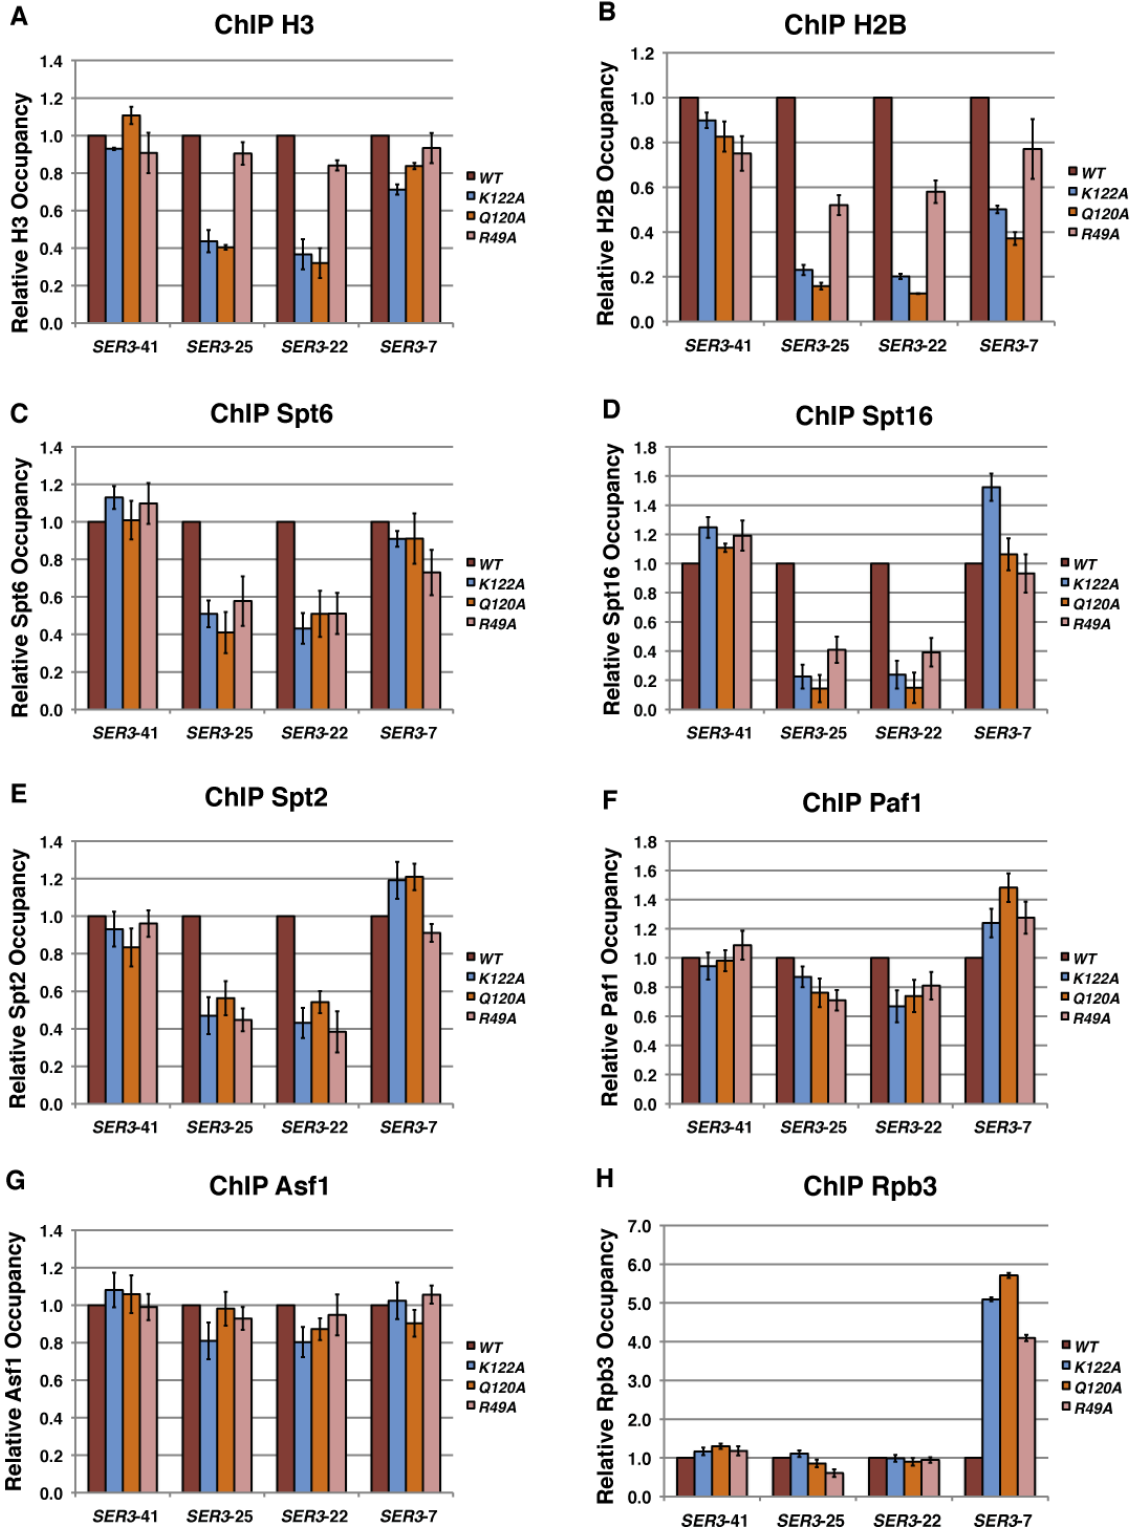 A
ChIP H3
Relative H3 Occupancy
1.4
1.2
1.0
0.8
0.6
0.4
0.2
0.0
SER3-41 SER3-25 SER3-22 SER3-7
WT
K122A
Q120A
R49A
B
ChIP H2B
Relative H2B Occupancy
1.2
1.0
0.8
0.6
0.4
0.2
0.0
SER3-41 SER3-25 SER3-22 SER3-7
WT
K122A
Q120A
R49A
C
ChIP Spt6
Relative Spt6 Occupancy
1.4
1.2
1.0
0.8
0.6
0.4
0.2
0.0
SER3-41 SER3-25 SER3-22 SER3-7
WT
K122A
Q120A
R49A
D
ChIP Spt16
Relative Spt16 Occupancy
1.8
1.6
1.4
1.2
1.0
0.8
0.6
0.4
0.2
0.0
SER3-41 SER3-25 SER3-22 SER3-7
WT
K122A
Q120A
R49A
E
ChIP Spt2
Relative Spt2 Occupancy
1.4
1.2
1.0
0.8
0.6
0.4
0.2
0.0
SER3-41 SER3-25 SER3-22 SER3-7
WT
K122A
Q120A
R49A
F
ChIP Paf1
Relative Paf1 Occupancy
1.8
1.6
1.4
1.2
1.0
0.8
0.6
0.4
0.2
0.0
SER3-41 SER3-25 SER3-22 SER3-7
WT
K122A
Q120A
R49A
G
ChIP Asf1
Relative Asf1 Occupancy
1.4
1.2
1.0
0.8
0.6
0.4
0.2
0.0
SER3-41 SER3-25 SER3-22 SER3-7
WT
K122A
Q120A
R49A
H
ChIP Rpb3
Relative Rpb3 Occupancy
7.0
6.0
5.0
4.0
3.0
2.0
1.0
0.0
SER3-41 SER3-25 SER3-22 SER3-7
WT
K122A
Q120A
R49A